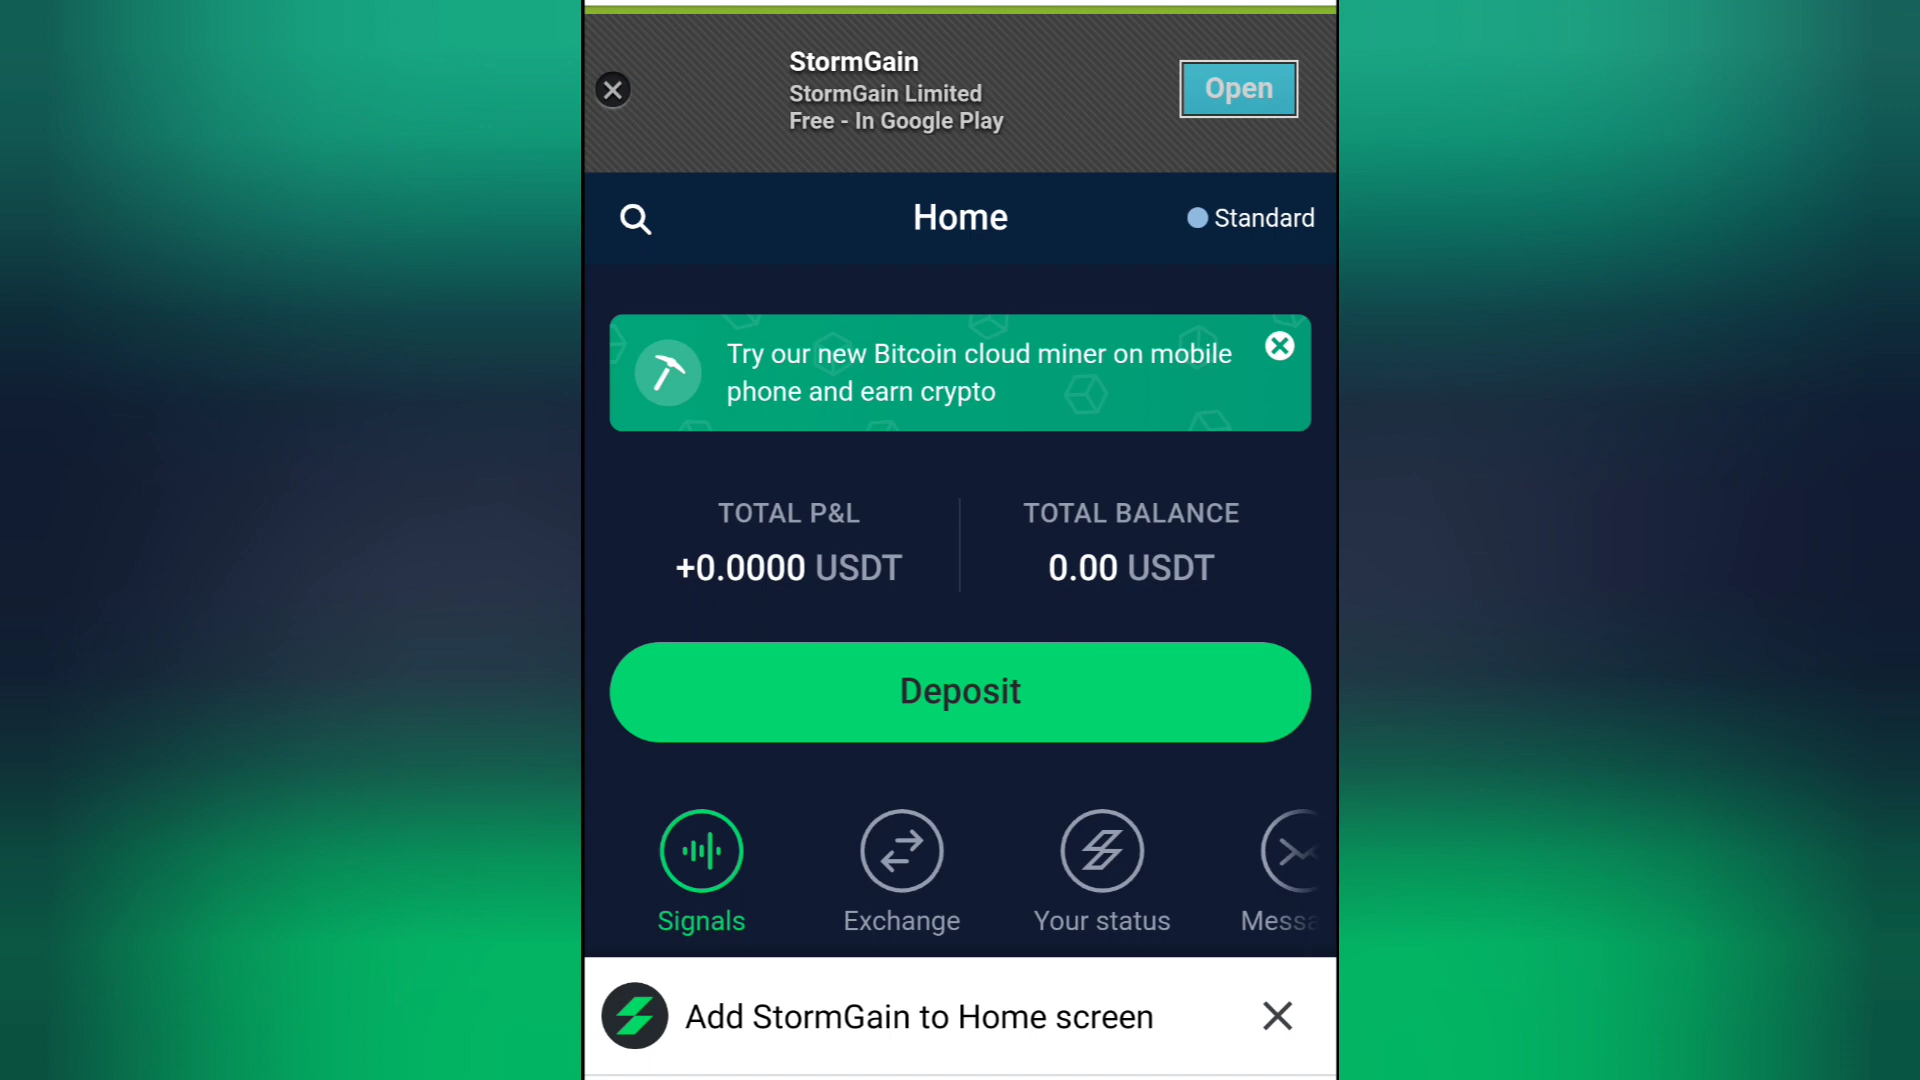 StormGain
StormGain Limited
Free - In Google Play
Open
Home
Standard
Try our new Bitcoin cloud miner on mobile
phone and earn crypto
TOTAL P&L
+0.0000 USDT
TOTAL BALANCE
0.00 USDT
Deposit
Signals
Exchange
Your status
Messa
Add StormGain to Home screen